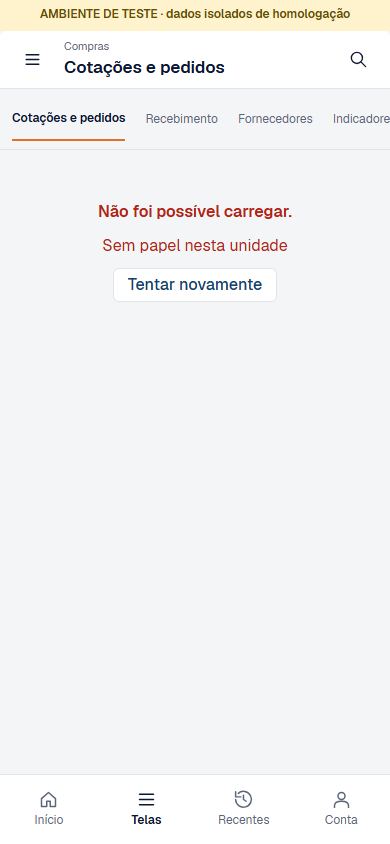 AMBIENTE DE TESTE · dados isolados de homologação
Compras
Cotações e pedidos
Cotações e pedidos Recebimento Fornecedores Indicadore
Não foi possível carregar.
Sem papel nesta unidade
Tentar novamente
Início Telas Recentes Conta